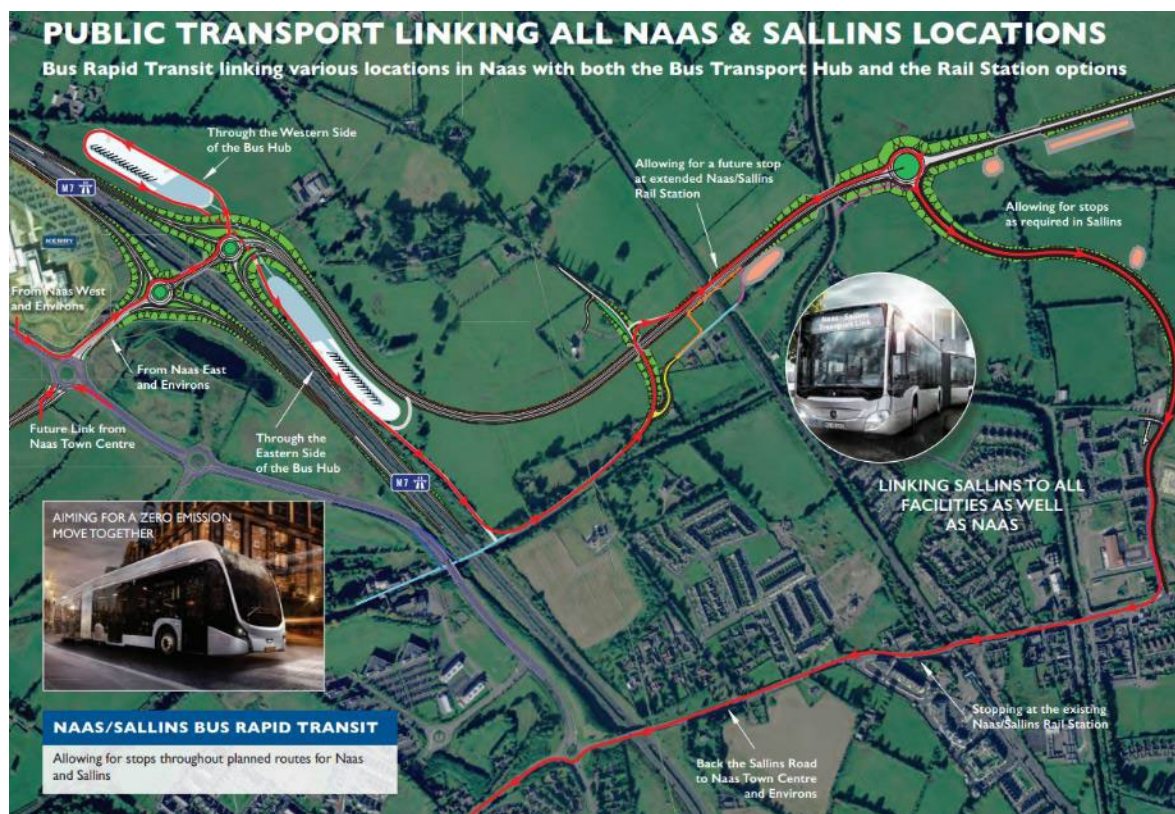 PUBLIC TRANSPORT LINKING ALL NAAS & SALLINS LOCATIONS
Bus Rapid Transit linking various locations in Naas with both the Bus Transport Hub and the Rail Station options
Through the Western Side
of the Bus Hub
M7
KERRY
From Naas West
and Environs
From Naas East
and Environs
Future Link from
Naas Town Centre
Through the
Eastern Side
of the Bus Hub
M7
Allowing for a future stop
at extended Naas/Sallins
Rail Station
Allowing for stops
as required in Sallins
Naas - Sallins
Transport Link
LINKING SALLINS TO ALL
FACILITIES AS WELL
AS NAAS
AIMING FOR A ZERO EMISSION
MOVE TOGETHER
NAAS/SALLINS BUS RAPID TRANSIT
Allowing for stops throughout planned routes for Naas
and Sallins
Stopping at the existing
Naas/Sallins Rail Station
Back the Sallins Road
to Naas Town Centre
and Environs